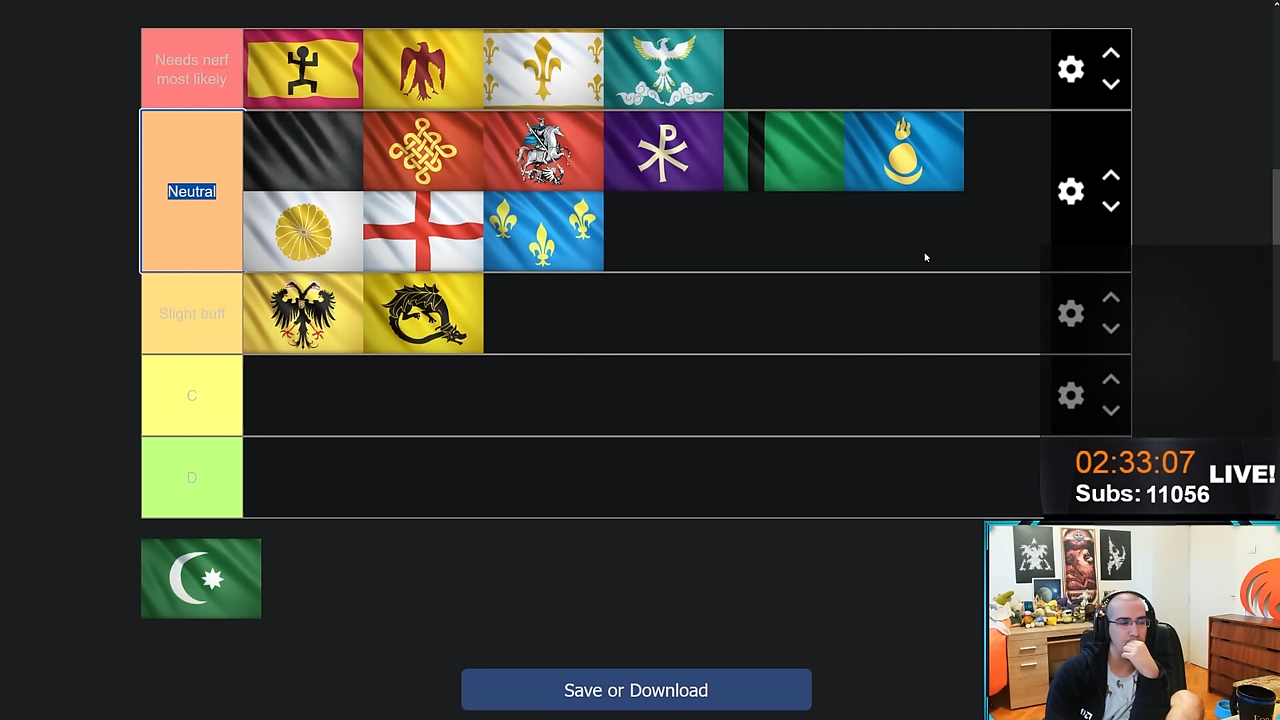 Needs nerf
most likely
Neutral
Slight buff
C
D
02:33:07
LIVE!
Subs: 11056
Save or Download